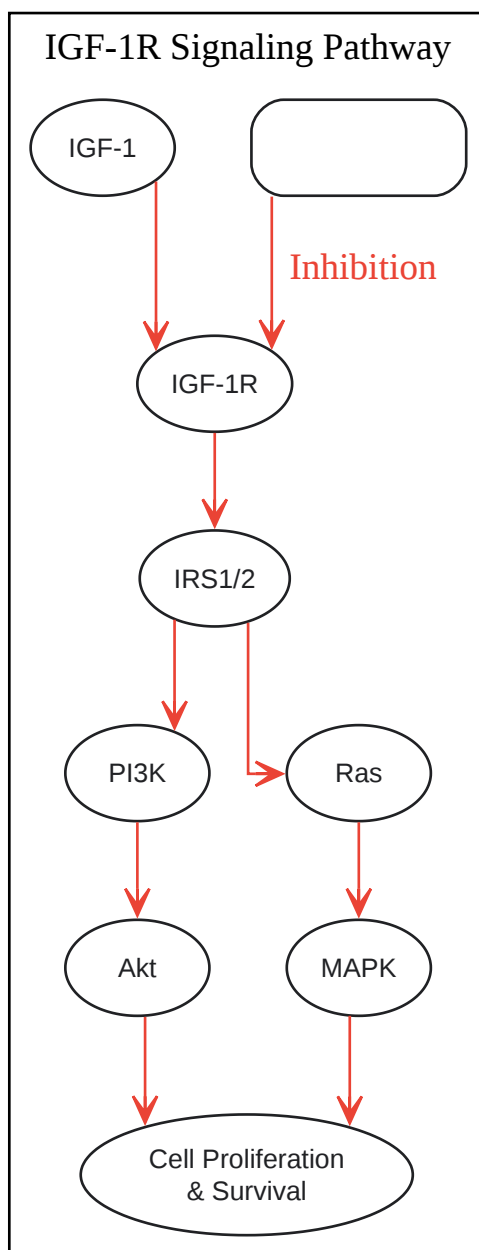 IGF-1R Signaling Pathway
IGF-1
Inhibition
IGF-1R
IRS1/2
PI3K
Ras
Akt
MAPK
Cell Proliferation
& Survival